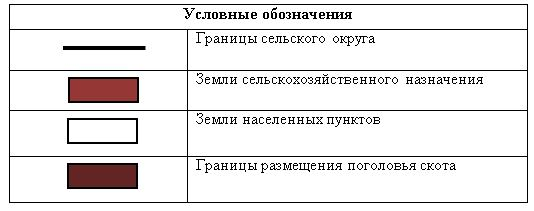 Условные обозначения
Границы сельского округа
Земли сельскохозяйственного назначения
Земли населенных пунктов
Границы размещения поголовья скота